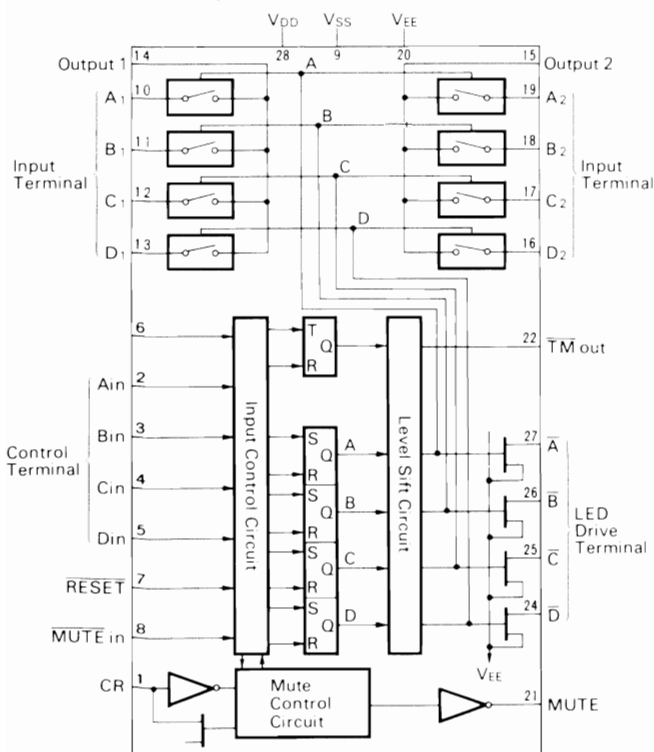 VDD VSS VEE
14 28 9 20 15
Output 1 A Output 2
A1 10 19 A2
B
B1 11 18 B2
Input Terminal
Input Terminal
C
C1 12 17 C2
D
D1 13 16 D2
6 T Q R 22 TM out
Ain 2
Bin 3
Cin 4
Din 5
Control Terminal
RESET 7
MUTE in 8
Input Control Circuit
S Q R A
S Q R B
S Q R C
S Q R D
Level Sift Circuit
27 A
26 B
25 C
24 D
LED Drive Terminal
VEE
CR 1
Mute Control Circuit
21 MUTE